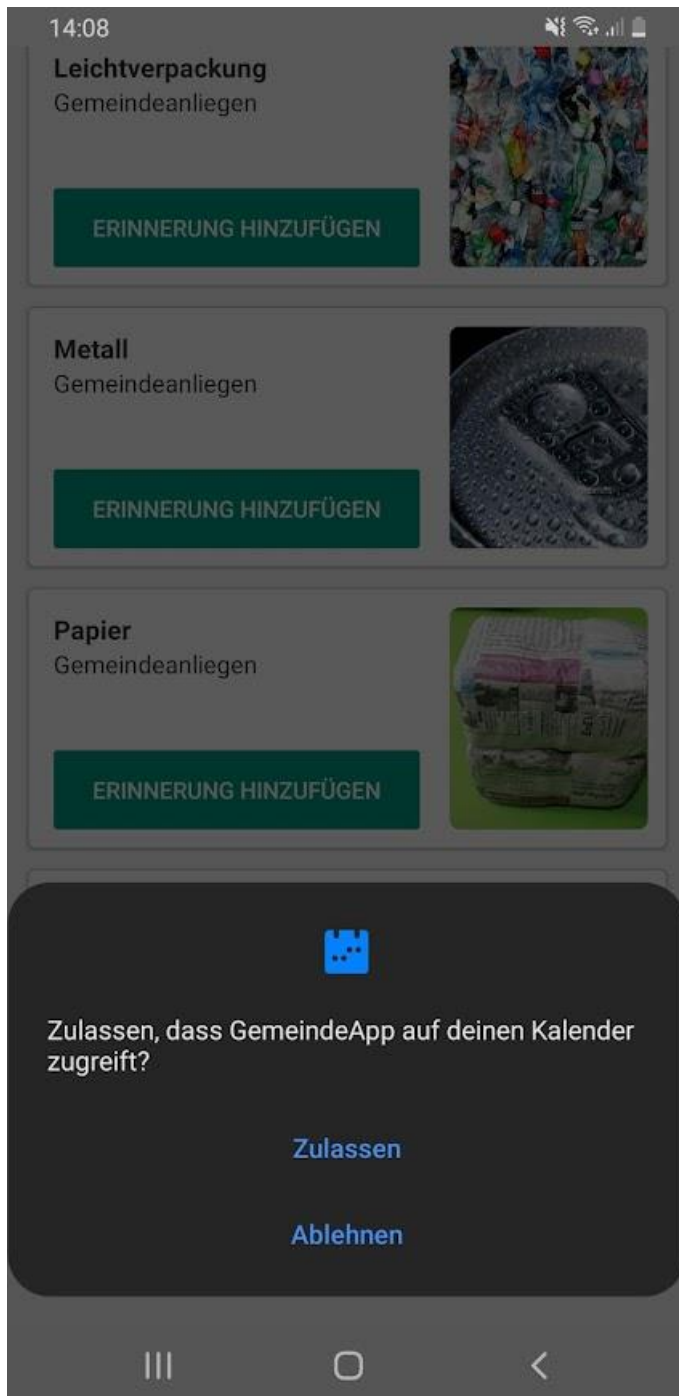 14:08
Leichtverpackung
Gemeindeanliegen
ERINNERUNG HINZUFÜGEN
Metall
Gemeindeanliegen
ERINNERUNG HINZUFÜGEN
Papier
Gemeindeanliegen
ERINNERUNG HINZUFÜGEN
Zulassen, dass GemeindeApp auf deinen Kalender
zugreift?
Zulassen
Ablehnen